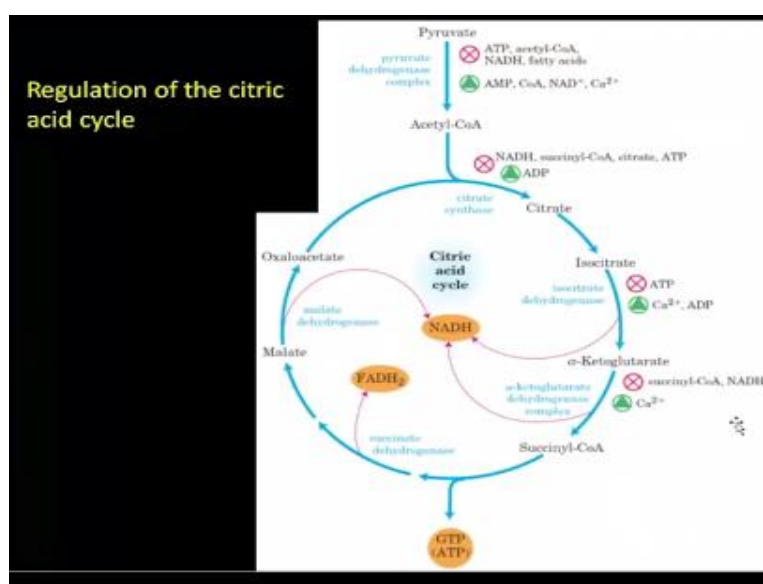 Regulation of the citric
acid cycle
Pyruvate
pyruvate
dehydrogenase
complex
ATP, acetyl-CoA,
NADH, fatty acids
AMP, CoA, NAD⁺, Ca²⁺
Acetyl-CoA
NADH, succinyl-CoA, citrate, ATP
ADP
citrate
synthase
Citrate
Oxaloacetate
Citric
acid
cycle
Isocitrate
isocitrate
dehydrogenase
ATP
Ca²⁺, ADP
malate
dehydrogenase
NADH
Malate
α-Ketoglutarate
FADH₂
α-ketoglutarate
dehydrogenase
complex
succinyl-CoA, NADH
Ca²⁺
succinate
dehydrogenase
Succinyl-CoA
GTP
(ATP)